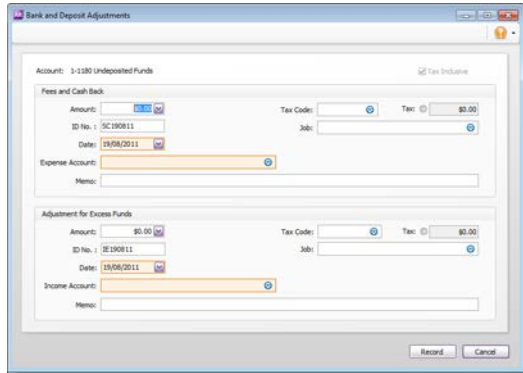 Bank and Deposit Adjustments
Account: 1-1180 Undeposited Funds Tax Inclusive
Fees and Cash Back
Amount: $0.00 Tax Code: Tax: $0.00
ID No. : SC190811 Job:
Date: 19/08/2011
Expense Account:
Memo:
Adjustment for Excess Funds
Amount: $0.00 Tax Code: Tax: $0.00
ID No. : IE190811 Job:
Date: 19/08/2011
Income Account:
Memo:
Record Cancel